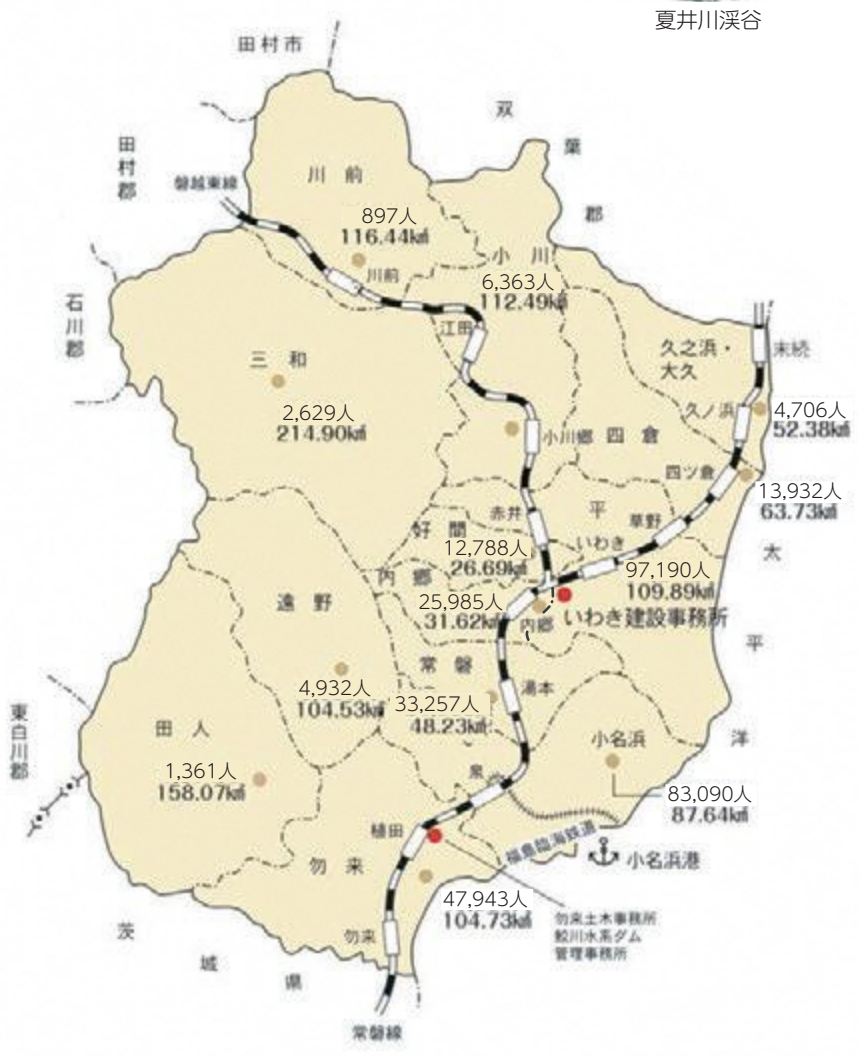 夏井川渓谷
田村市
双
葉
郡
田
村
郡
磐越東線
川 前
897人
116.44k㎡
川前
小 川
6,363人
112.49k㎡
江田
石
川
郡
三 和
2,629人
214.90k㎡
久之浜・
大久
末続
久ノ浜
4,706人
52.38k㎡
小川郷
四 倉
四ツ倉
13,932人
63.73k㎡
赤井
平
草野
いわき
好 間
12,788人
26.69k㎡
97,190人
109.89k㎡
太
平
洋
内 郷
25,985人
31.62k㎡
内郷
いわき建設事務所
遠 野
4,932人
104.53k㎡
常 磐
33,257人
48.23k㎡
湯本
東
白
川
郡
田 人
1,361人
158.07k㎡
小名浜
83,090人
87.64k㎡
泉
植田
福島臨海鉄道
小名浜港
勿 来
47,943人
104.73k㎡
勿来土木事務所
鮫川水系ダム
管理事務所
勿来
茨
城
県
常磐線